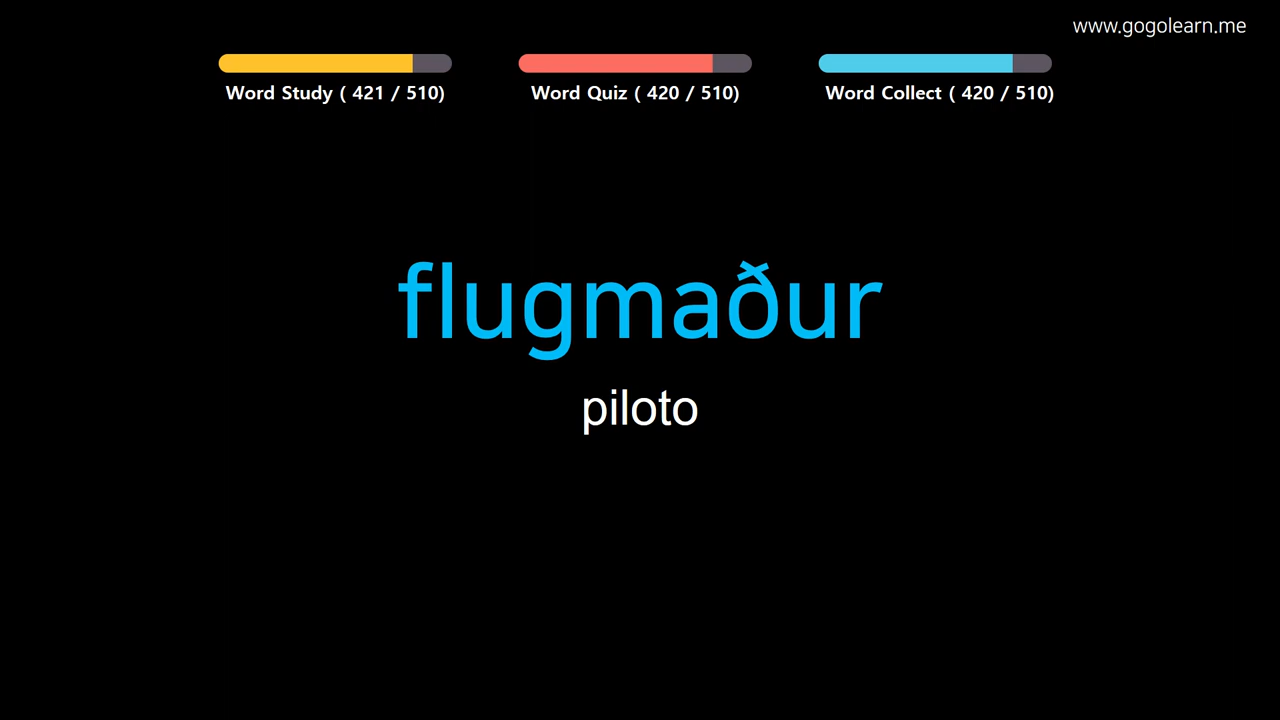 www.gogolearn.me
Word Study ( 421 / 510)
Word Quiz ( 420 / 510)
Word Collect ( 420 / 510)
flugmaður
piloto